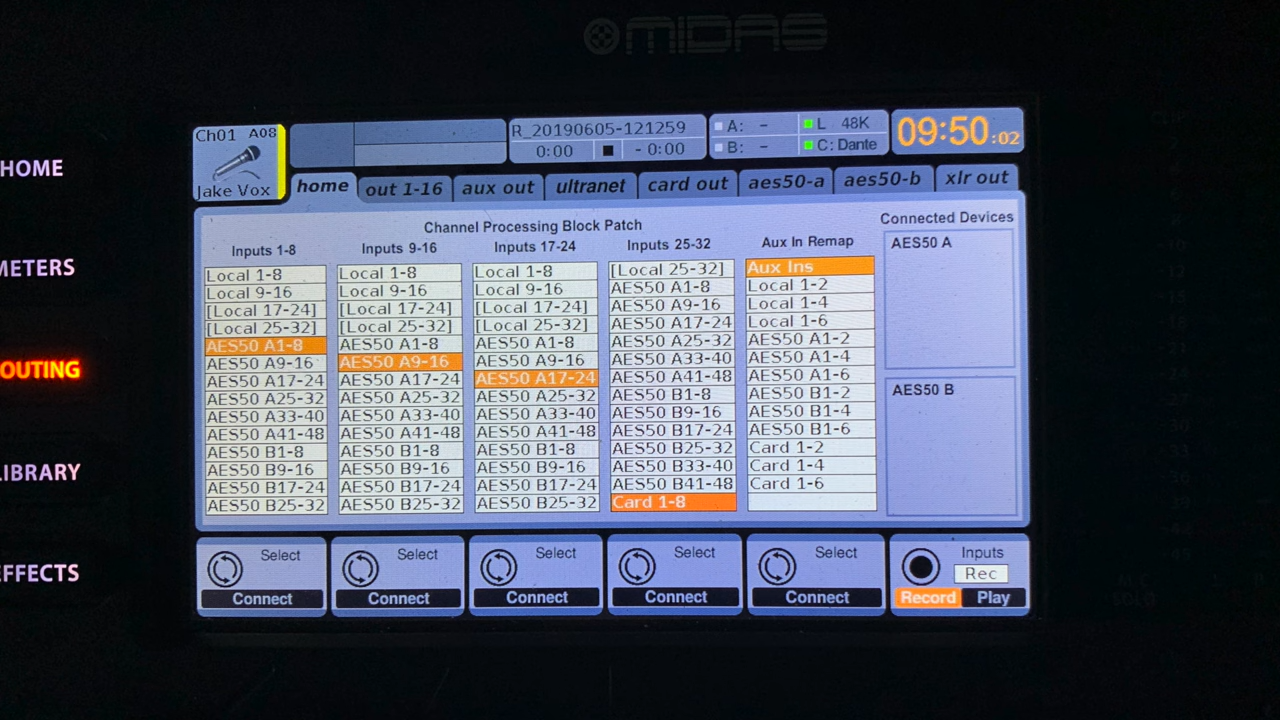 MIDAS
HOME
METERS
OUTING
LIBRARY
EFFECTS
Ch01 A08
Jake Vox
R_20190605-121259
0:00 - 0:00
A: - L 48K
B: - C: Dante
09:50:02
home out 1-16 aux out ultranet card out aes50-a aes50-b xlr out
Channel Processing Block Patch
Inputs 1-8
Local 1-8
Local 9-16
[Local 17-24]
[Local 25-32]
AES50 A1-8
AES50 A9-16
AES50 A17-24
AES50 A25-32
AES50 A33-40
AES50 A41-48
AES50 B1-8
AES50 B9-16
AES50 B17-24
AES50 B25-32
Inputs 9-16
Local 1-8
Local 9-16
[Local 17-24]
[Local 25-32]
AES50 A1-8
AES50 A9-16
AES50 A17-24
AES50 A25-32
AES50 A33-40
AES50 A41-48
AES50 B1-8
AES50 B9-16
AES50 B17-24
AES50 B25-32
Inputs 17-24
Local 1-8
Local 9-16
[Local 17-24]
[Local 25-32]
AES50 A1-8
AES50 A9-16
AES50 A17-24
AES50 A25-32
AES50 A33-40
AES50 A41-48
AES50 B1-8
AES50 B9-16
AES50 B17-24
AES50 B25-32
Inputs 25-32
[Local 25-32]
AES50 A1-8
AES50 A9-16
AES50 A17-24
AES50 A25-32
AES50 A33-40
AES50 A41-48
AES50 B1-8
AES50 B9-16
AES50 B17-24
AES50 B25-32
AES50 B33-40
AES50 B41-48
Card 1-8
Aux In Remap
Aux Ins
Local 1-2
Local 1-4
Local 1-6
AES50 A1-2
AES50 A1-4
AES50 A1-6
AES50 B1-2
AES50 B1-4
AES50 B1-6
Card 1-2
Card 1-4
Card 1-6
Connected Devices
AES50 A
AES50 B
Select
Connect
Select
Connect
Select
Connect
Select
Connect
Select
Connect
Inputs
Rec
Record Play